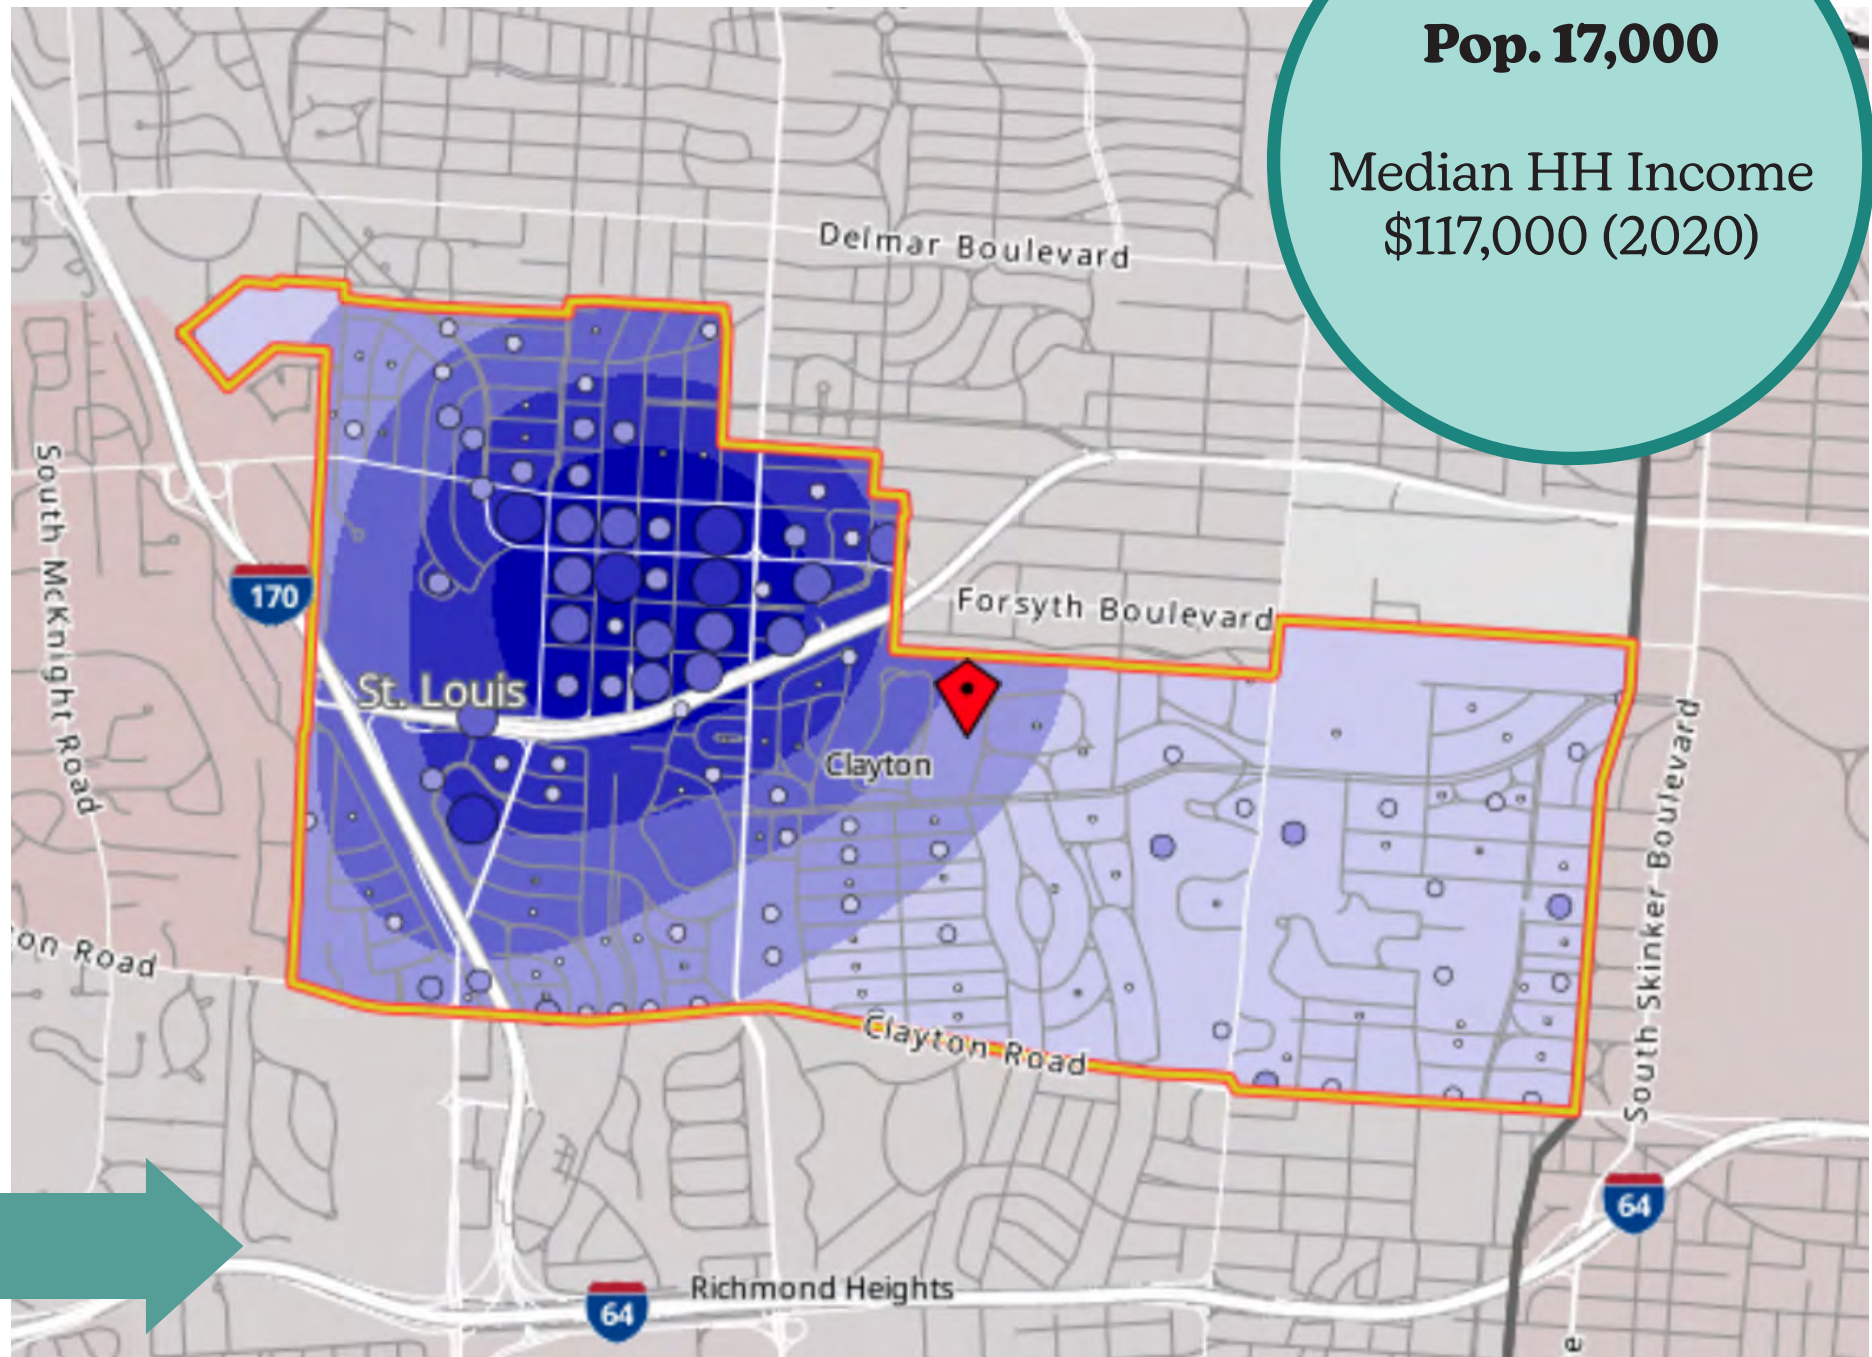 Pop. 17,000
Median HH Income
$117,000 (2020)
Delmar Boulevard
South McKnight Road
170
Forsyth Boulevard
St. Louis
Clayton
South Skinker Boulevard
on Road
Clayton Road
64
Richmond Heights
64
e